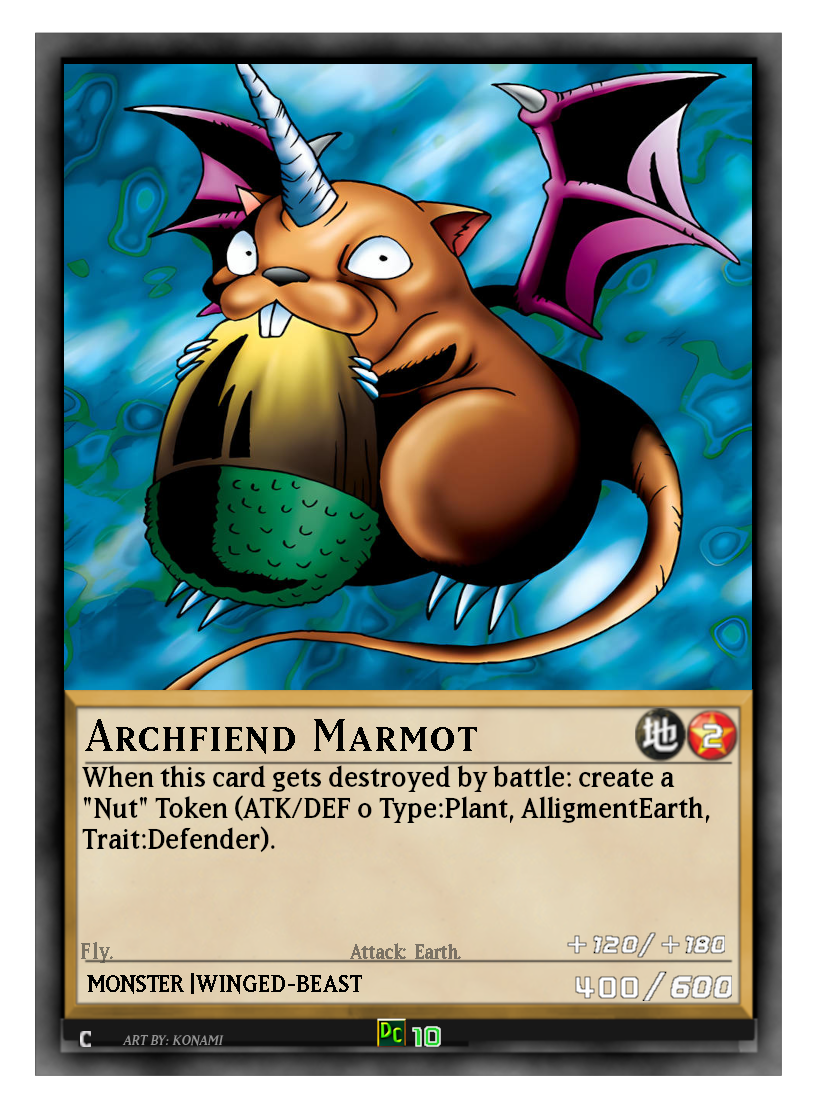 ARCHFIEND MARMOT
地 2
When this card gets destroyed by battle: create a
"Nut" Token (ATK/DEF 0 Type:Plant, AlligmentEarth,
Trait:Defender).
Fly. Attack: Earth. +120/+180
MONSTER |WINGED-BEAST 400/600
C ART BY: KONAMI DC 10